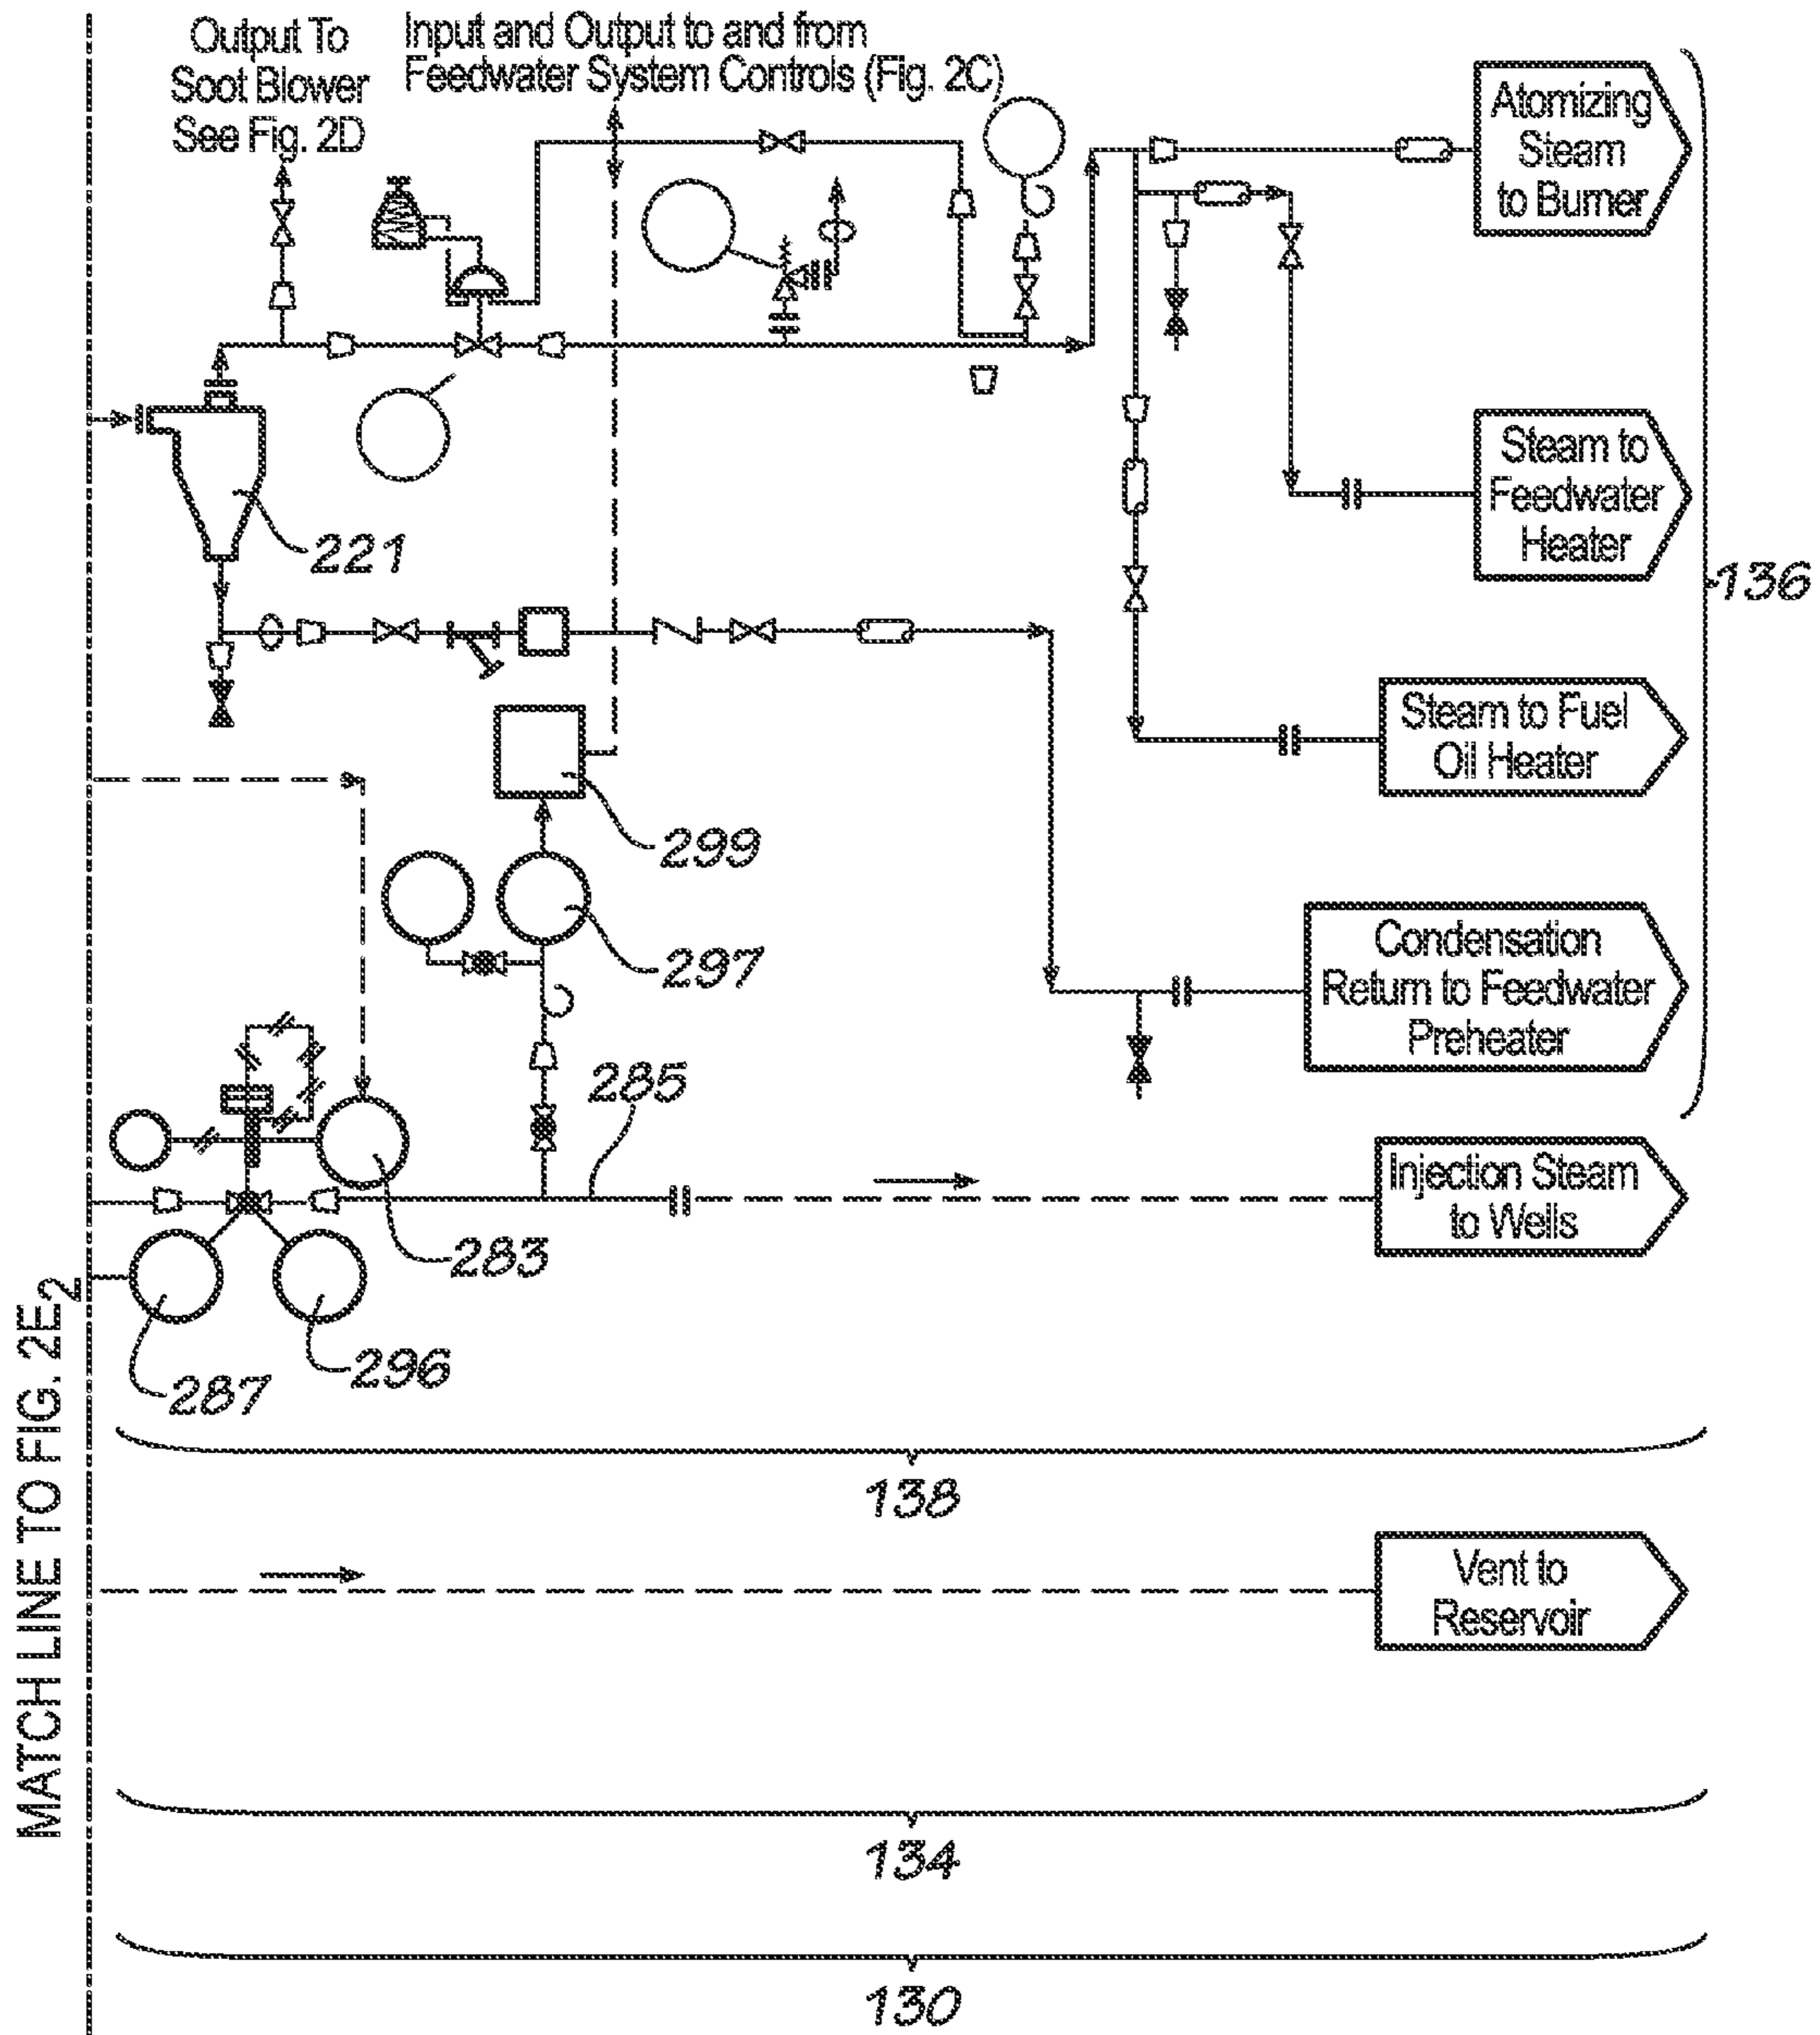 Output To
Soot Blower
See Fig. 2D
Input and Output to and from
Feedwater System Controls (Fig. 2C)
Atomizing
Steam
to Burner
221
Steam to
Feedwater
Heater
136
Steam to Fuel
Oil Heater
299
297
Condensation
Return to Feedwater
Preheater
285
Injection Steam
to Wells
283
296
287
MATCH LINE TO FIG. 2E2
138
Vent to
Reservoir
134
130